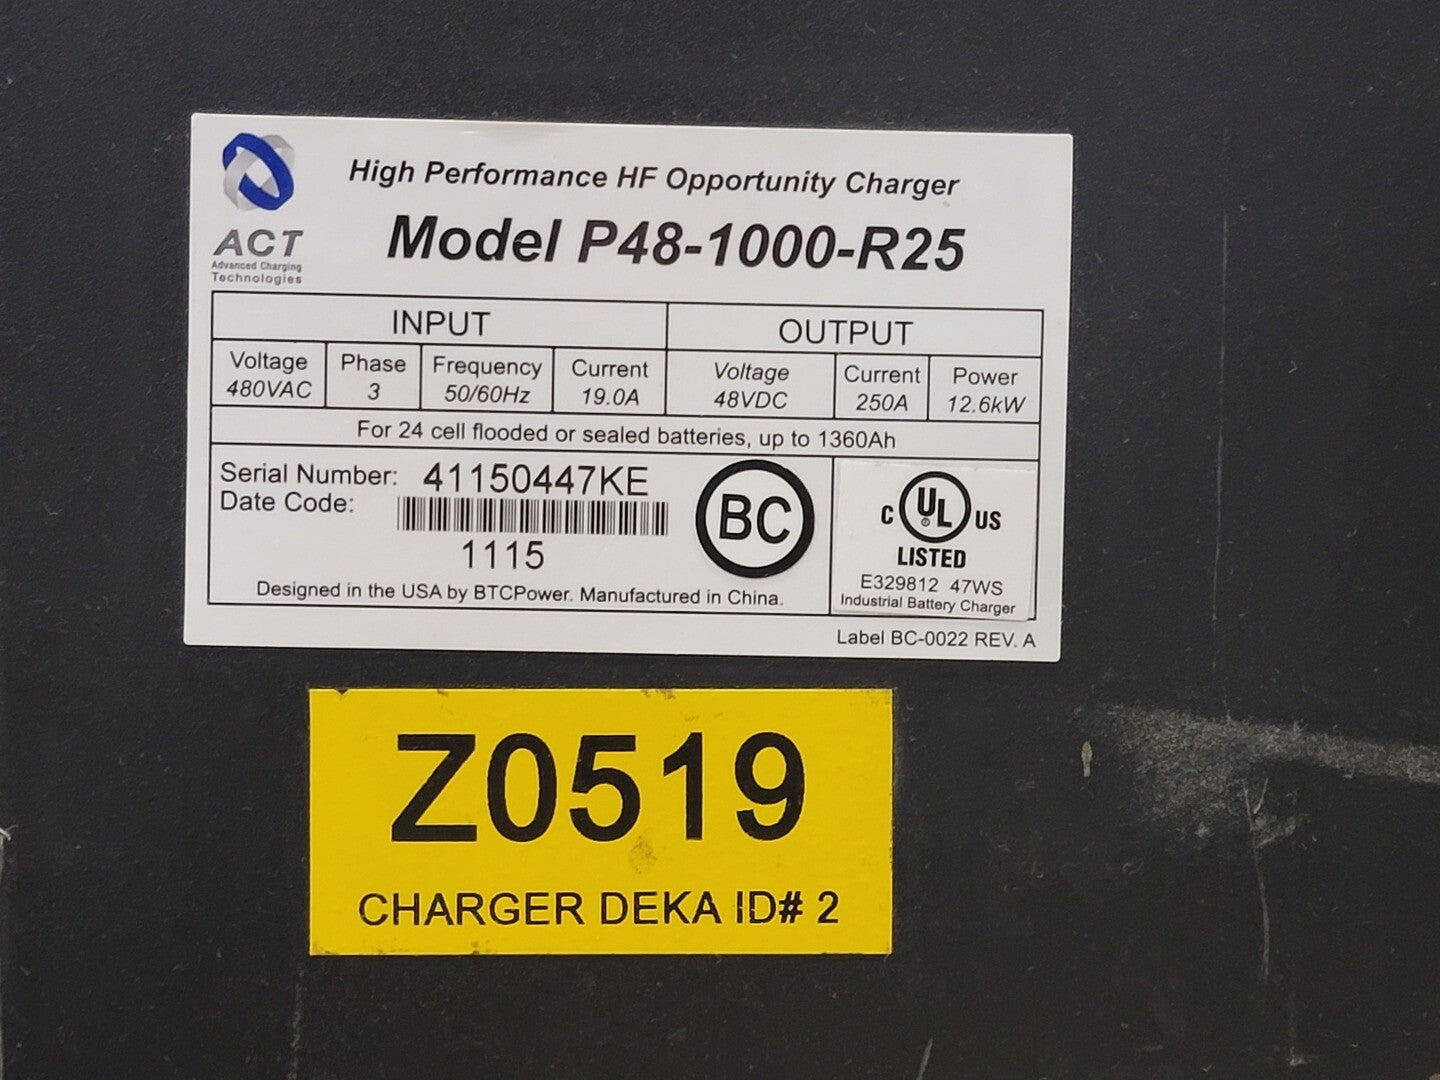 High Performance HF Opportunity Charger
Model P48-1000-R25
ACT
Advanced Charging
Technologies
INPUT OUTPUT
Voltage Phase Frequency Current Voltage Current Power
480VAC 3 50/60Hz 19.0A 48VDC 250A 12.6kW
For 24 cell flooded or sealed batteries, up to 1360Ah
Serial Number: 41150447KE
Date Code:
1115
BC
C UL US
LISTED
E329812 47WS
Industrial Battery Charger
Designed in the USA by BTCPower. Manufactured in China.
Label BC-0022 REV. A
Z0519
CHARGER DEKA ID# 2